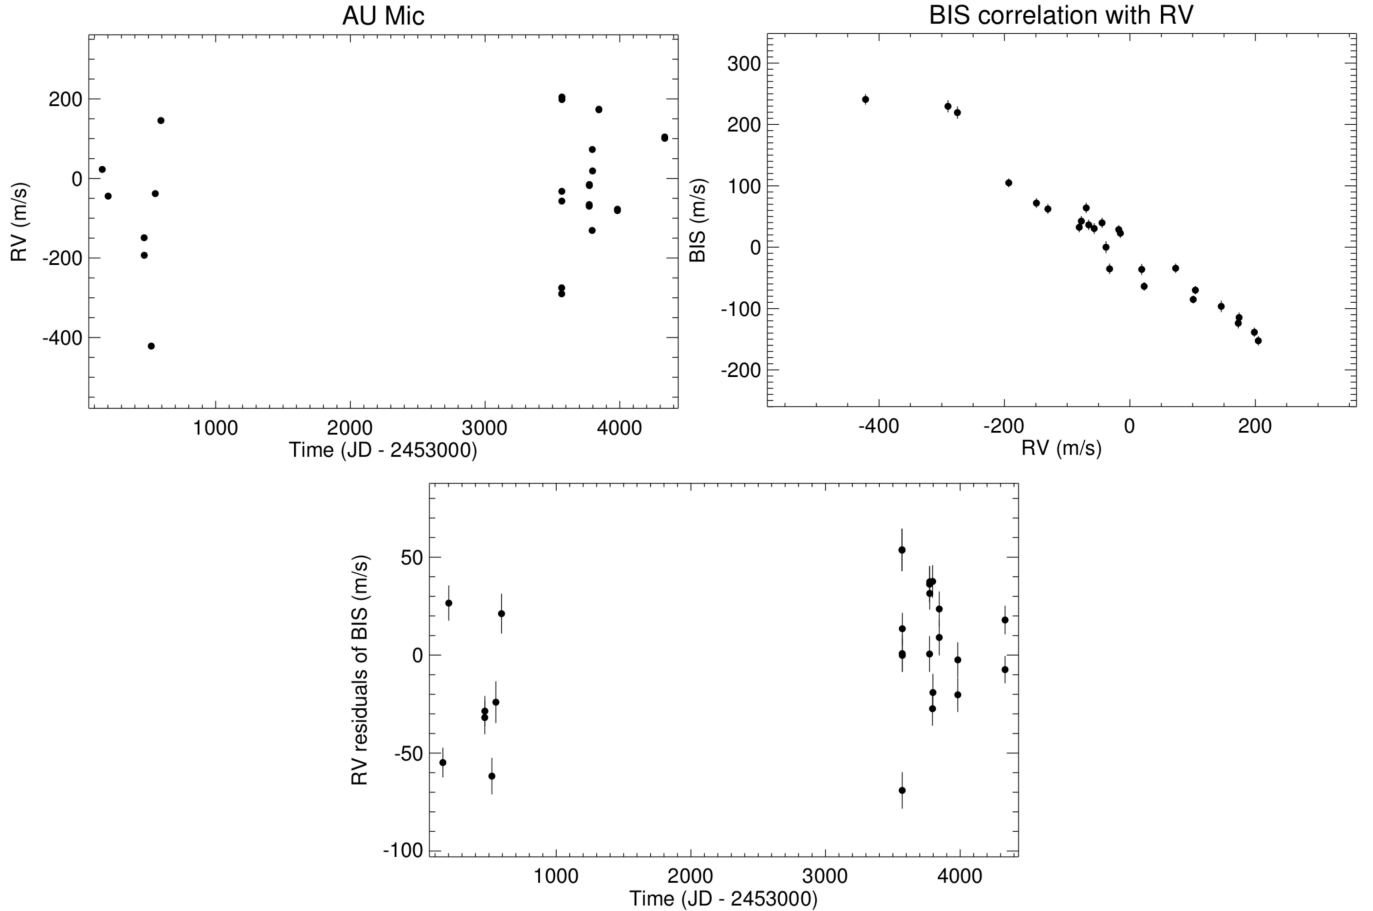 AU Mic
200
0
-200
-400
RV (m/s)
1000 2000 3000 4000
Time (JD - 2453000)
BIS correlation with RV
300
200
100
0
-100
-200
BIS (m/s)
-400 -200 0 200
RV (m/s)
50
0
-50
-100
RV residuals of BIS (m/s)
1000 2000 3000 4000
Time (JD - 2453000)